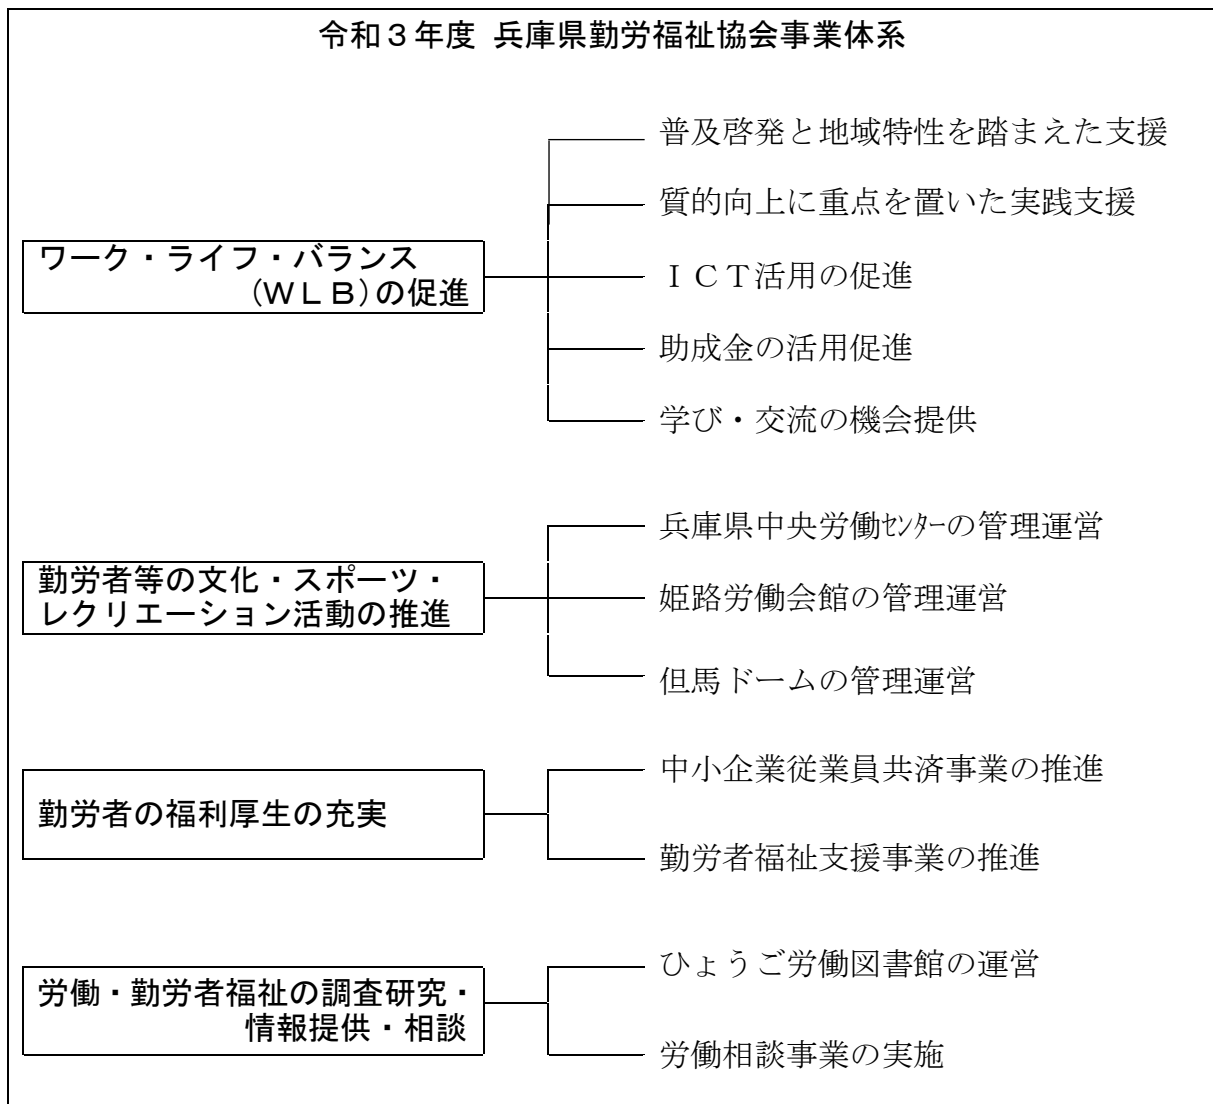 令和３年度 兵庫県勤労福祉協会事業体系
ワーク・ライフ・バランス
(ＷＬＢ)の促進
普及啓発と地域特性を踏まえた支援
質的向上に重点を置いた実践支援
ＩＣＴ活用の促進
助成金の活用促進
学び・交流の機会提供
勤労者等の文化・スポーツ・
レクリエーション活動の推進
兵庫県中央労働ｾﾝﾀｰの管理運営
姫路労働会館の管理運営
但馬ドームの管理運営
勤労者の福利厚生の充実
中小企業従業員共済事業の推進
勤労者福祉支援事業の推進
労働・勤労者福祉の調査研究・
情報提供・相談
ひょうご労働図書館の運営
労働相談事業の実施